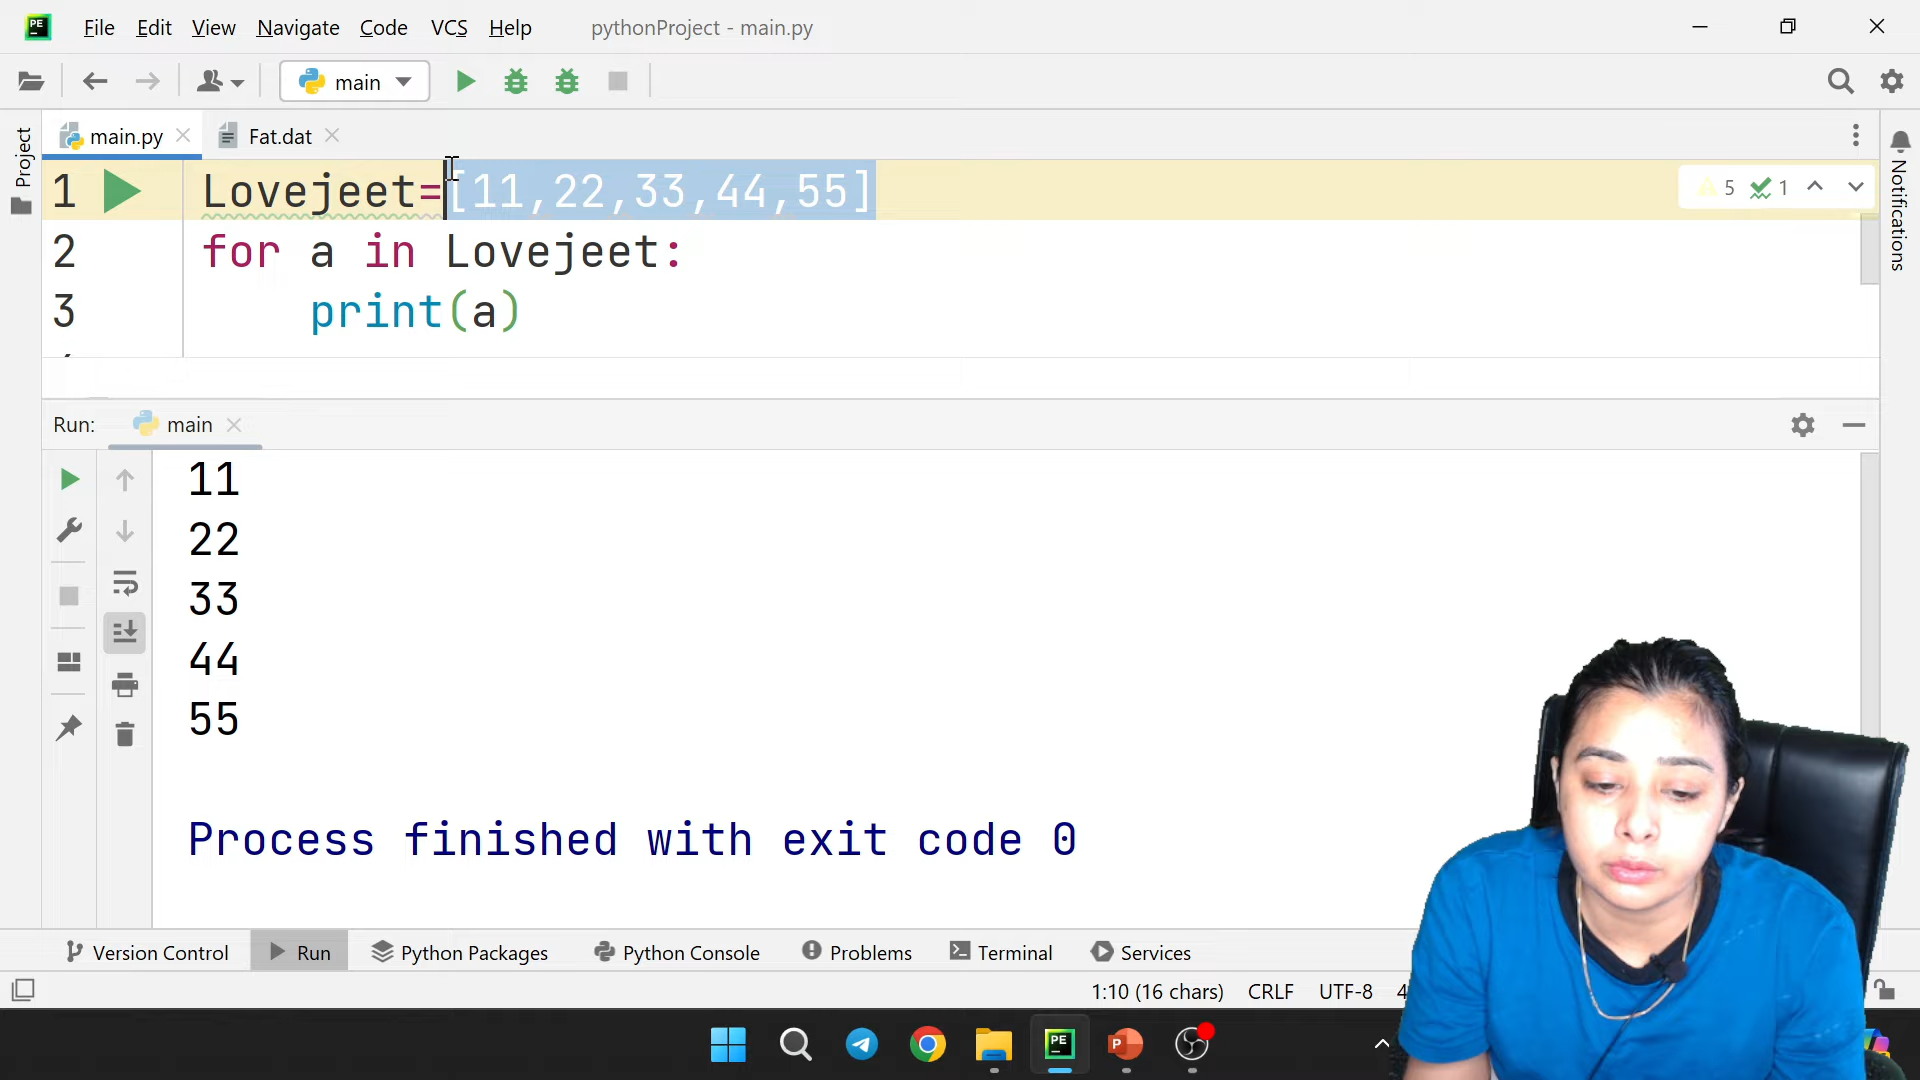 PE File Edit View Navigate Code VCS Help pythonProject - main.py
main
main.py Fat.dat
Project
Notifications
1 Lovejeet=[11,22,33,44,55] 5 1
2 for a in Lovejeet:
3 print(a)
Run: main
11
22
33
44
55
Process finished with exit code 0
Version Control Run Python Packages Python Console Problems Terminal Services
1:10 (16 chars) CRLF UTF-8 4
PE P